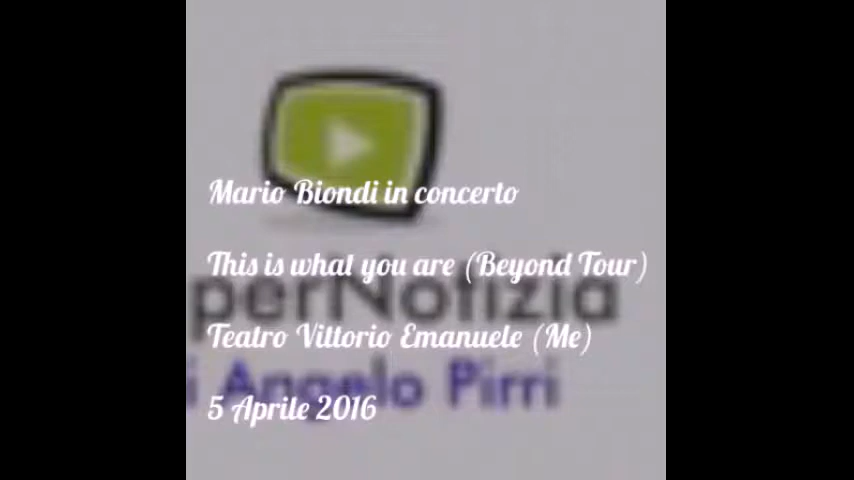 Mario Biondi in concerto
This is what you are (Beyond Tour)
perNotizia
Teatro Vittorio Emanuele (Me)
i Angelo Pirri
5 Aprile 2016